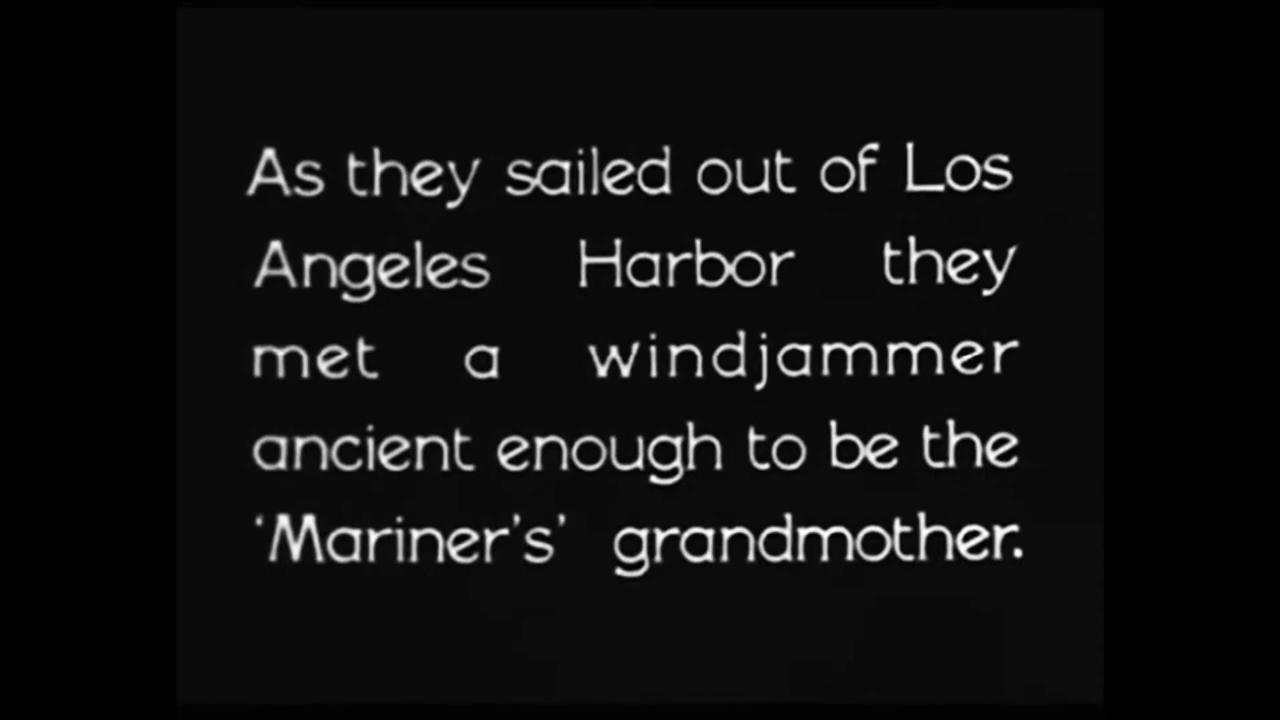 As they sailed out of Los
Angeles Harbor they
met a windjammer
ancient enough to be the
‘Mariner’s’ grandmother.